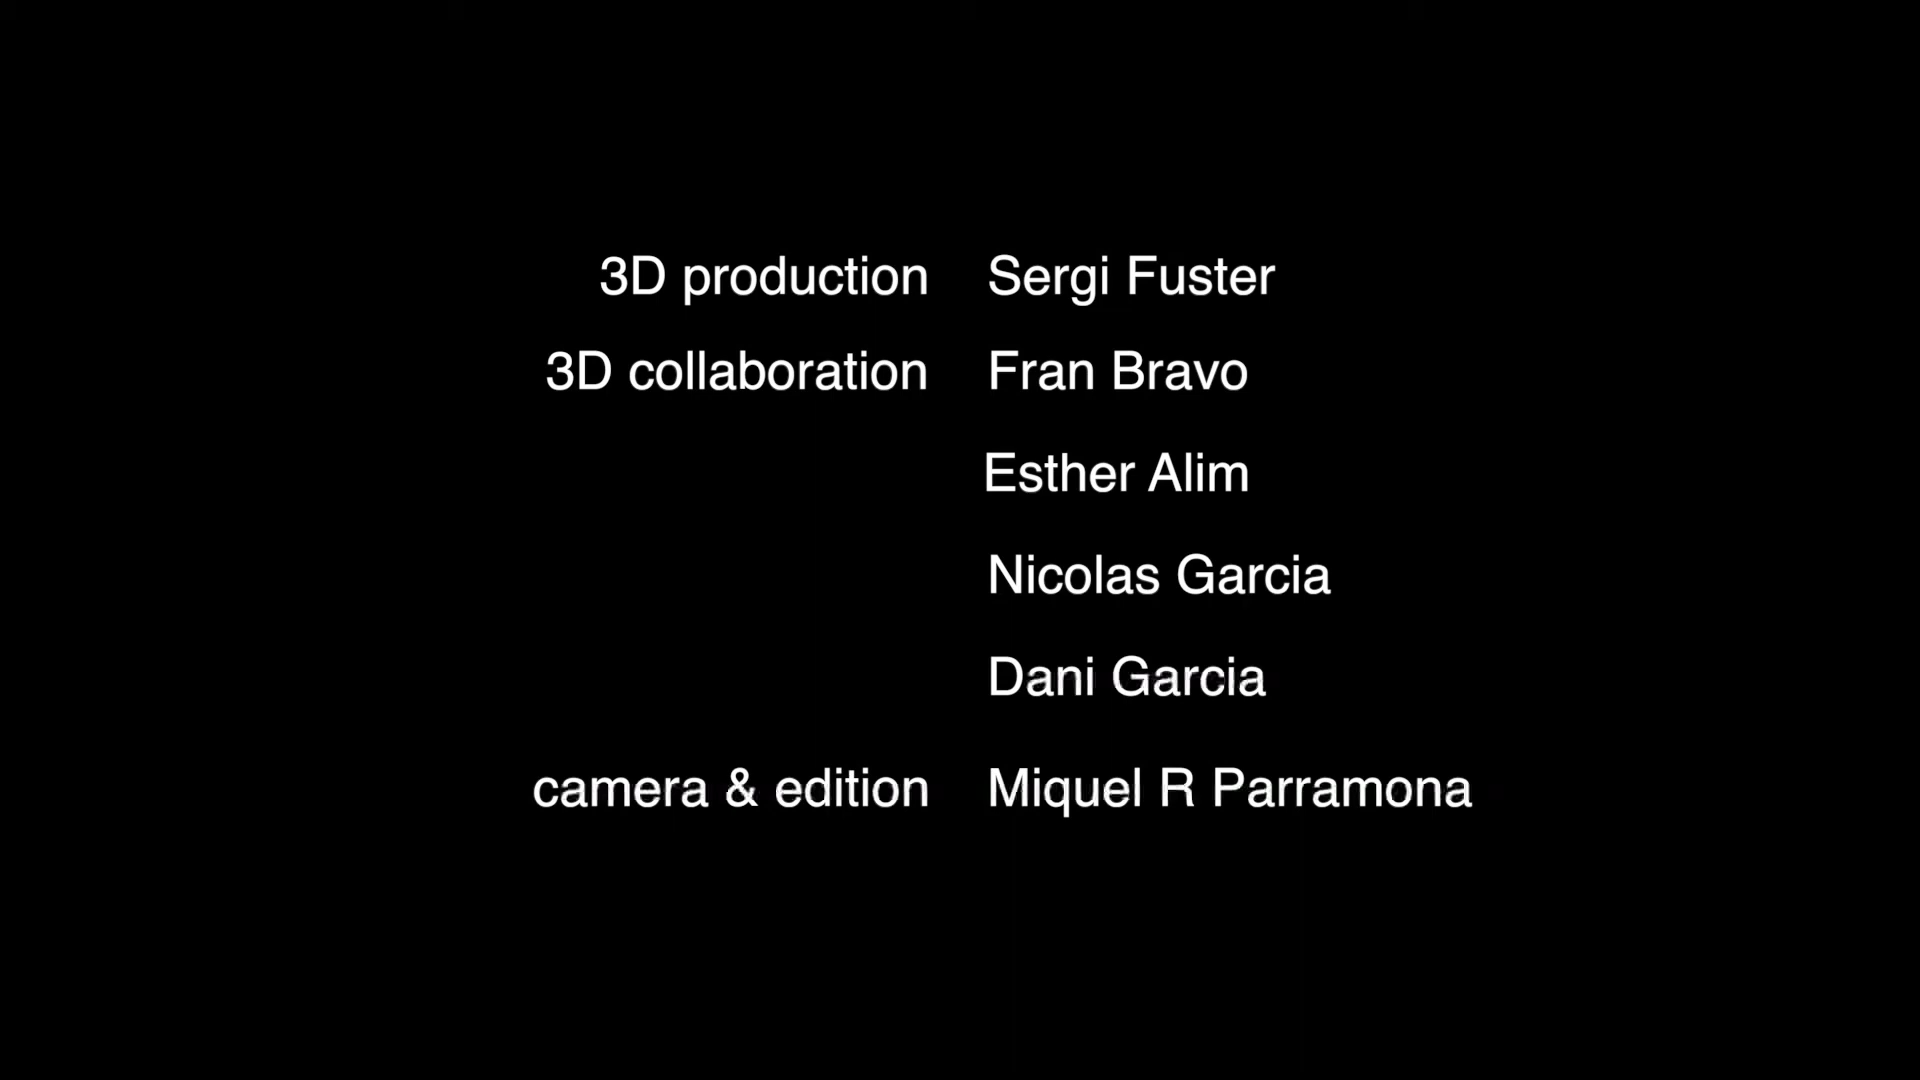 3D production Sergi Fuster
3D collaboration Fran Bravo
Esther Alim
Nicolas Garcia
Dani Garcia
camera & edition Miquel R Parramona